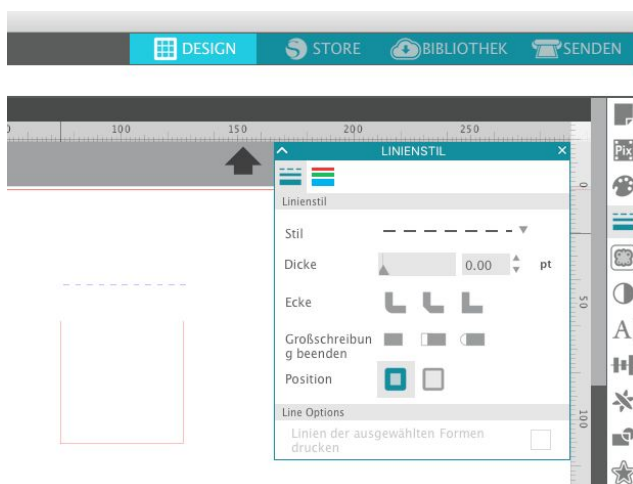 DESIGN STORE BIBLIOTHEK SENDEN
100 150 200 250
LINIENSTIL
Pix
Linienstil
0
Stil
Dicke 0.00 pt
Ecke
50
Großschreibun
g beenden
A
Position
Line Options
100
Linien der ausgewählten Formen
drucken